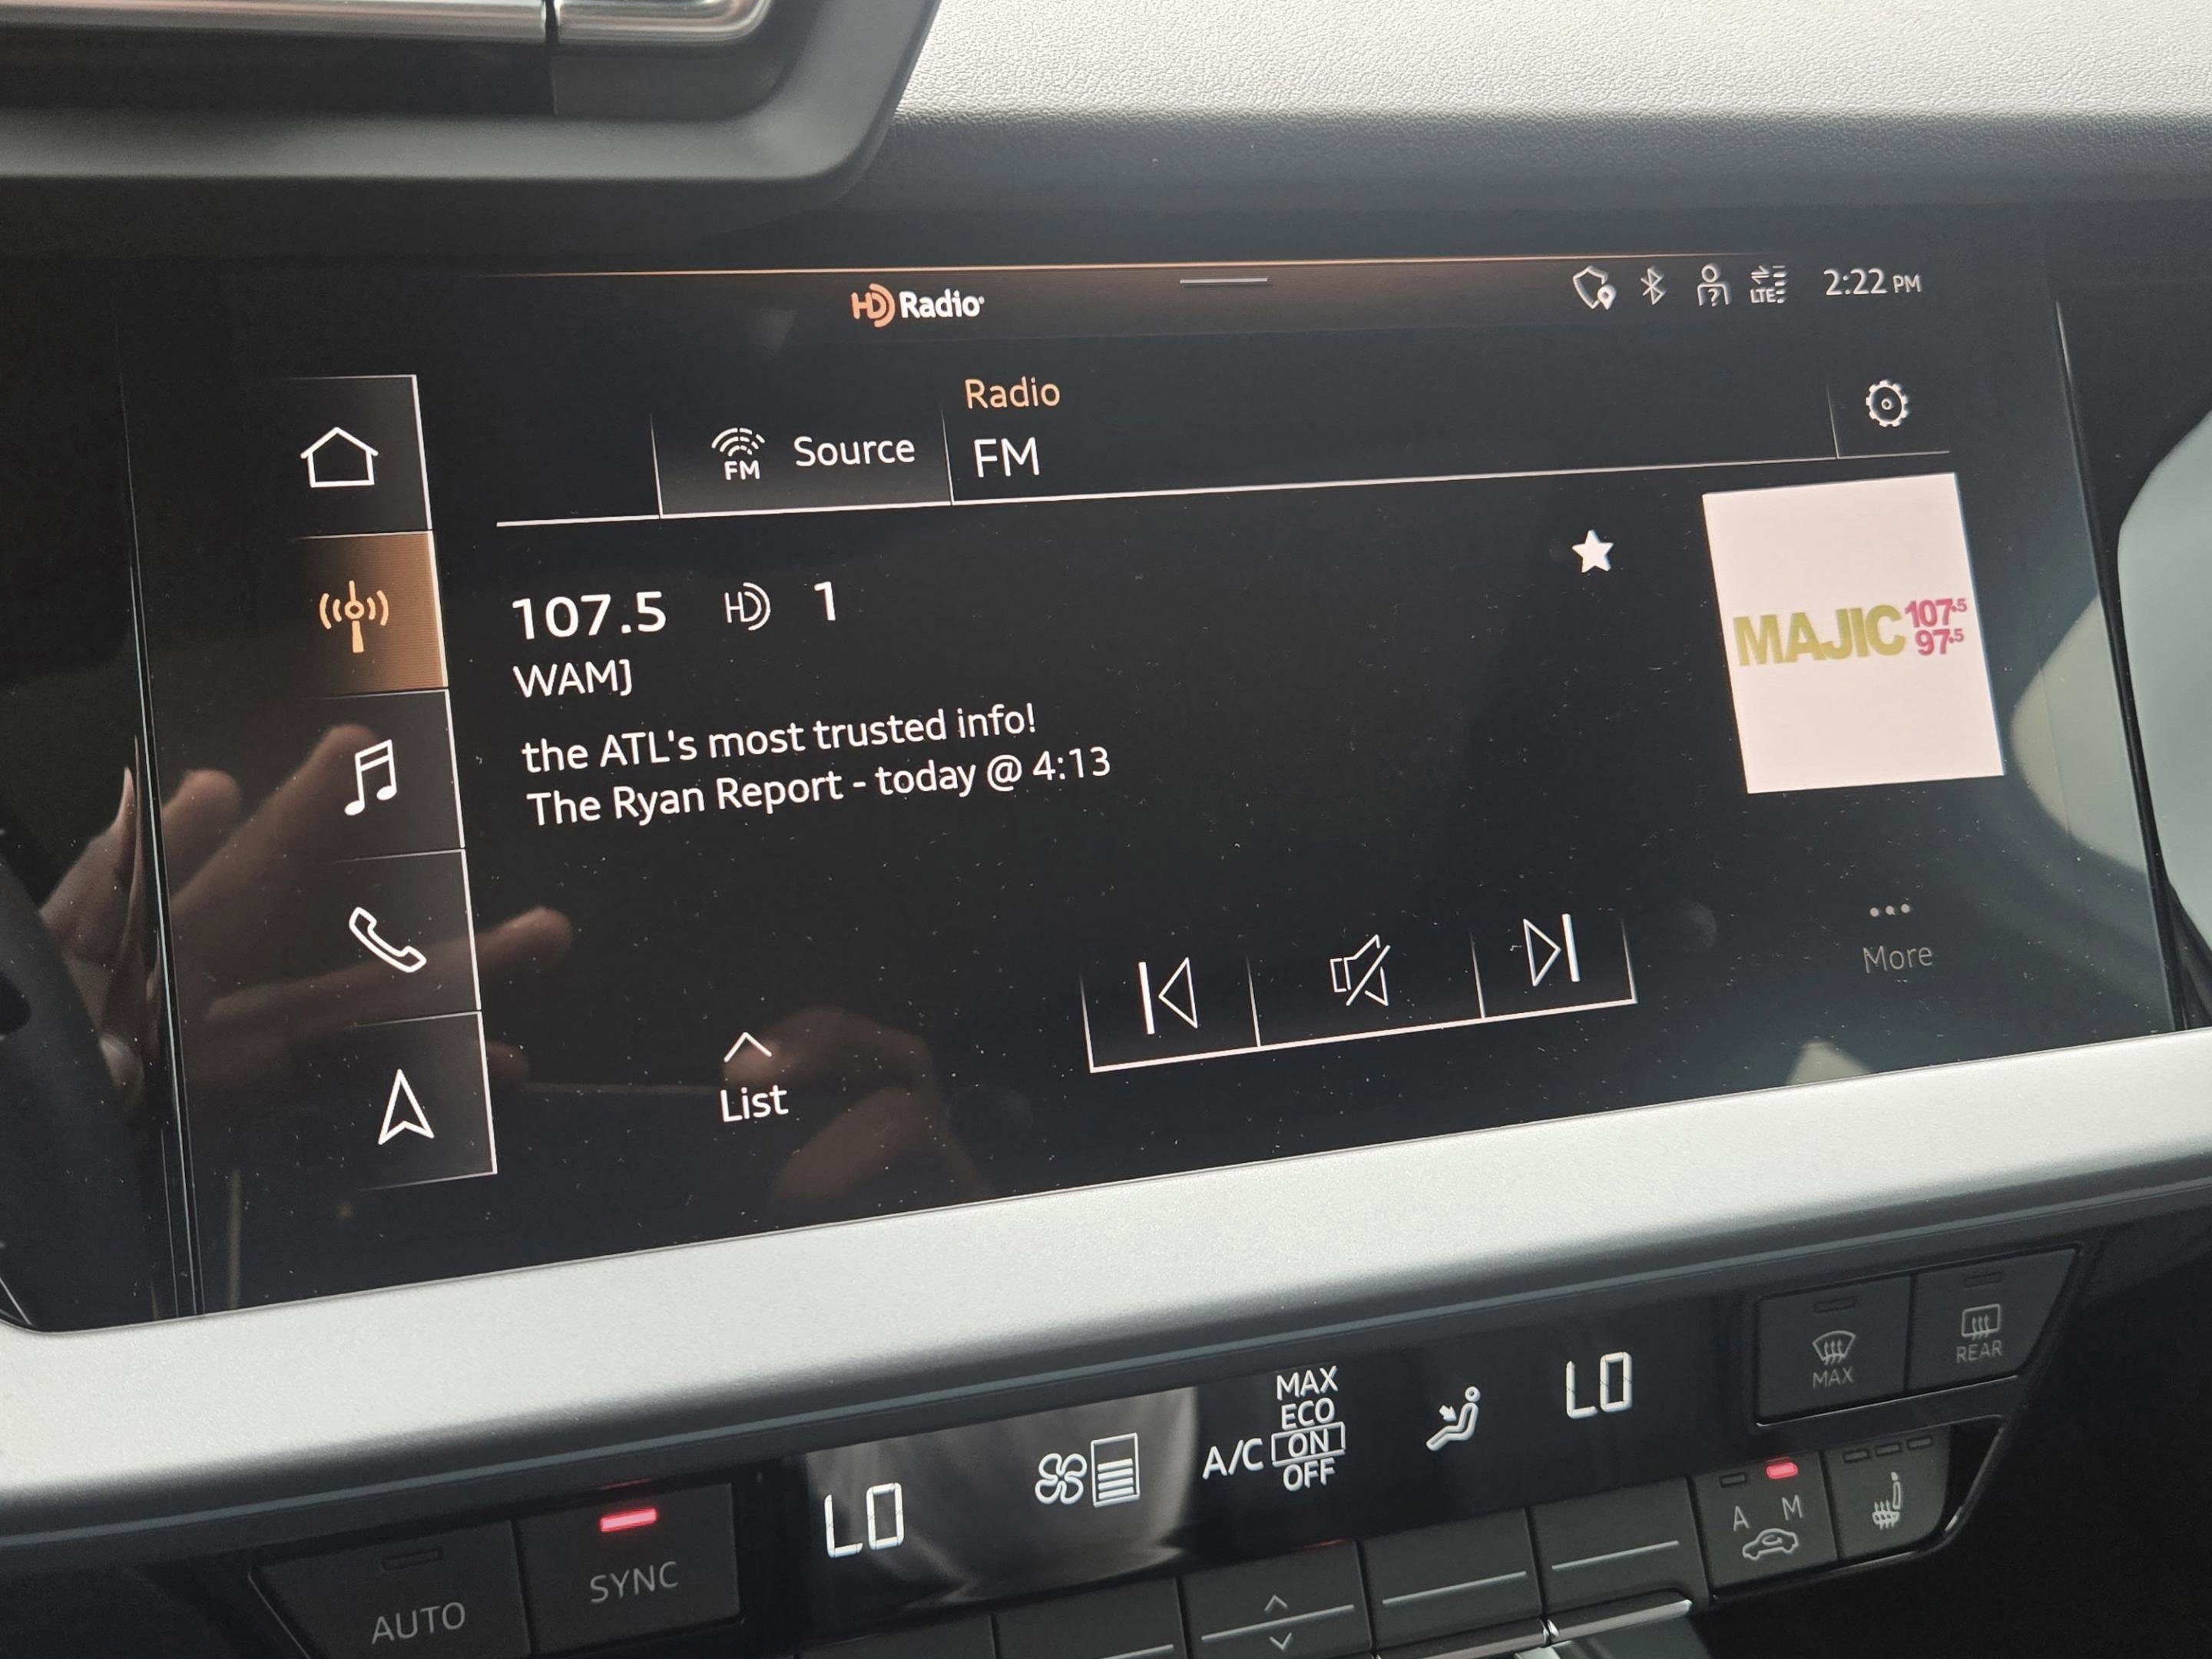 HD Radio
LTE
2:22 PM
Radio
FM
Source
FM
107.5 HD 1
WAMJ
the ATL's most trusted info!
The Ryan Report - today @ 4:13
MAJIC 107.5
97.5
List
More
MAX
REAR
LO
A/C
MAX
ECO
ON
OFF
LO
AUTO
SYNC
A M